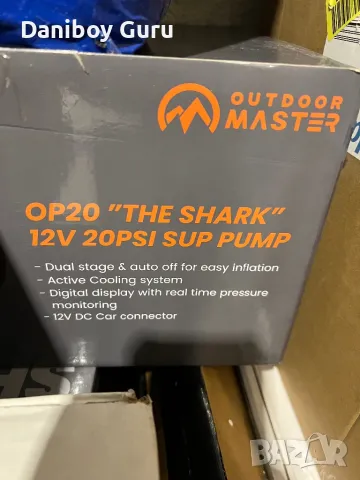 Daniboy Guru
OUTDOOR
MASTER
OP20 "THE SHARK"
12V 20PSI SUP PUMP
- Dual stage & auto off for easy inflation
- Active Cooling system
- Digital display with real time pressure
monitoring
- 12V DC Car connector
BAZAR